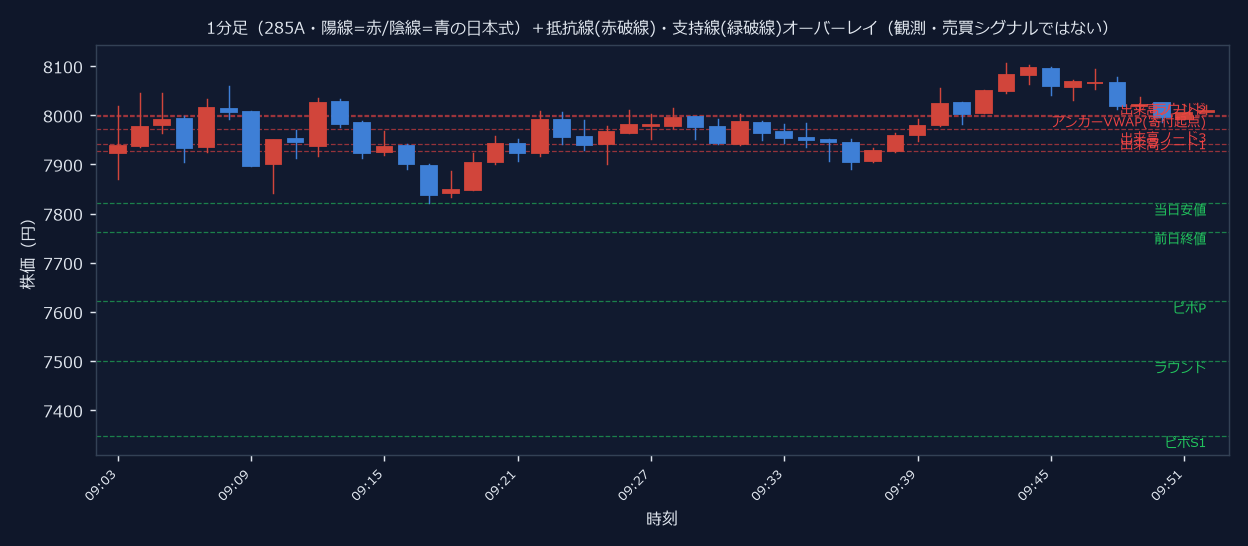 1分足（285A・陽線=赤/陰線=青の日本式）＋抵抗線(赤破線)・支持線(緑破線)オーバーレイ（観測・売買シグナルではない）
株価 (円)
8100
8000
7900
7800
7700
7600
7500
7400
アンカーVWAP(寄付起点)
出来高ノード3
出来高ノード1
当日安値
前日終値
ピボP
ラウンド
ピボS1
09:03
09:09
09:15
09:21
09:27
09:33
09:39
09:45
09:51
時刻